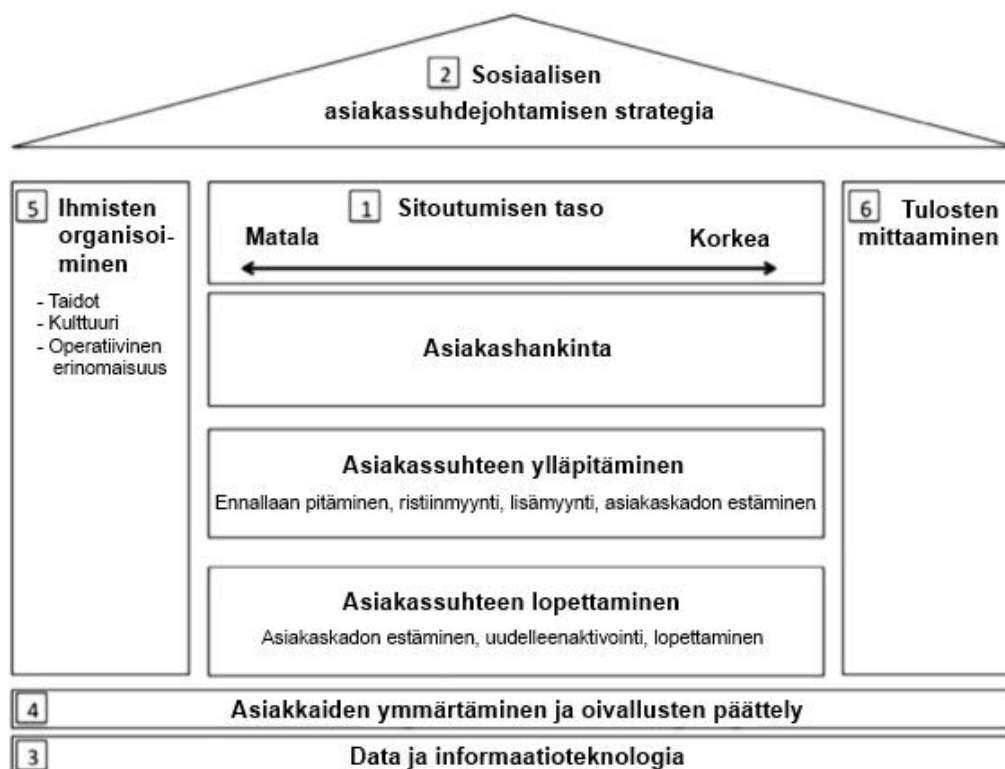 2 Sosiaalisen
asiakassuhdejohtamisen strategia
5 Ihmisten
organisoi-
minen
- Taidot
- Kulttuuri
- Operatiivinen
erinomaisuus
1 Sitoutumisen taso
Matala Korkea
Asiakashankinta
Asiakassuhteen ylläpitäminen
Ennallaan pitäminen, ristiinmyynti, lisämyynti, asiakaskadon estäminen
Asiakassuhteen lopettaminen
Asiakaskadon estäminen, uudelleenaktivointi, lopettaminen
6 Tulosten
mittaaminen
4 Asiakkaiden ymmärtäminen ja oivallusten päättely
3 Data ja informaatioteknologia